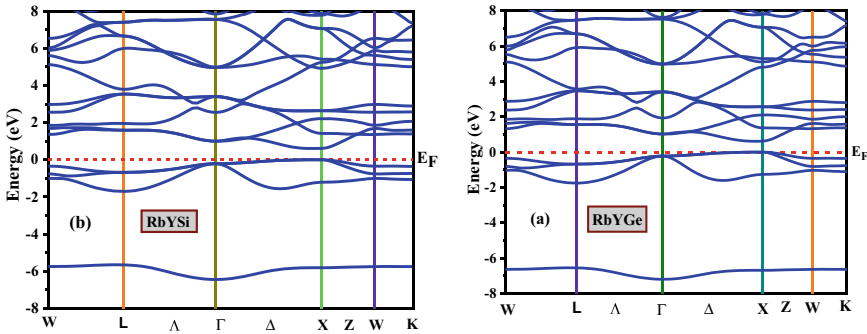 8
6
4
2
0
-2
-4
-6
-8
Energy (eV)
E_F
(b)
RbYSi
W L Λ Γ Δ X Z W K
8
6
4
2
0
-2
-4
-6
-8
Energy (eV)
E_F
(a)
RbYGe
W L Λ Γ Δ X Z W K